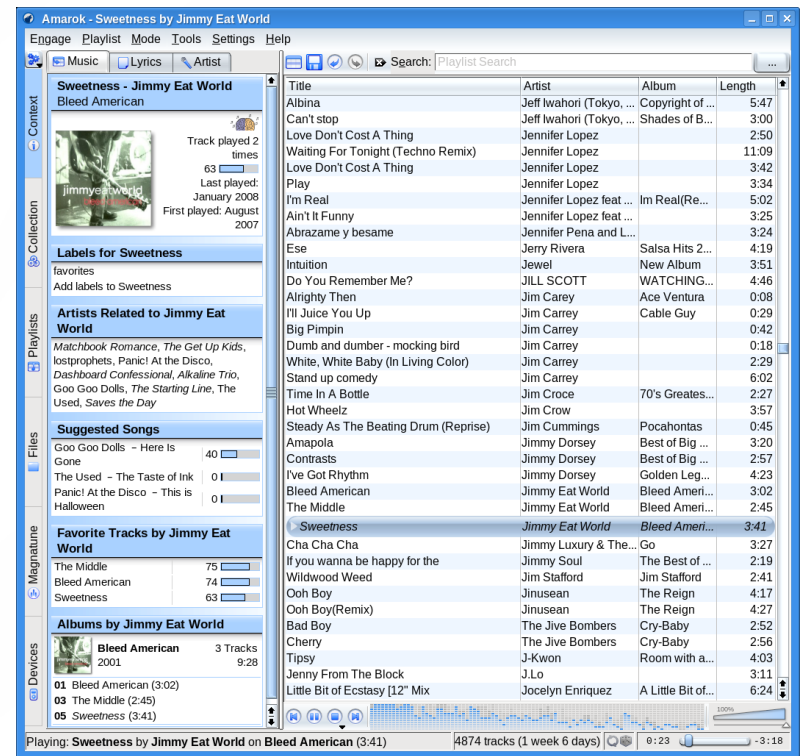 Amarok - Sweetness by Jimmy Eat World
Engage Playlist Mode Tools Settings Help
Context
Collection
Playlists
Files
Magnatune
Devices
Music Lyrics Artist
Sweetness - Jimmy Eat World
Bleed American
jimmyeatworld
Track played 2
times
63
Last played:
January 2008
First played: August
2007
Labels for Sweetness
favorites
Add labels to Sweetness
Artists Related to Jimmy Eat
World
Matchbook Romance, The Get Up Kids,
lostprophets, Panic! At the Disco,
Dashboard Confessional, Alkaline Trio,
Goo Goo Dolls, The Starting Line, The
Used, Saves the Day
Suggested Songs
Goo Goo Dolls – Here Is
Gone 40
The Used – The Taste of Ink 0
Panic! At the Disco – This is
Halloween 0
Favorite Tracks by Jimmy Eat
World
The Middle 75
Bleed American 74
Sweetness 63
Albums by Jimmy Eat World
Bleed American 3 Tracks
2001 9:28
01 Bleed American (3:02)
03 The Middle (2:45)
05 Sweetness (3:41)
Search: Playlist Search ...
Title Artist Album Length
Albina Jeff Iwahori (Tokyo, ... Copyright of ... 5:47
Can't stop Jeff Iwahori (Tokyo, ... Shades of B... 3:00
Love Don't Cost A Thing Jennifer Lopez 2:50
Waiting For Tonight (Techno Remix) Jennifer Lopez 11:09
Love Don't Cost A Thing Jennifer Lopez 3:42
Play Jennifer Lopez 3:34
I'm Real Jennifer Lopez feat ... Im Real(Re... 5:02
Ain't It Funny Jennifer Lopez feat ... 3:25
Abrazame y besame Jennifer Pena and L... 3:24
Ese Jerry Rivera Salsa Hits 2... 4:19
Intuition Jewel New Album 3:51
Do You Remember Me? JILL SCOTT WATCHING... 4:46
Alrighty Then Jim Carey Ace Ventura 0:08
I'll Juice You Up Jim Carrey Cable Guy 0:29
Big Pimpin Jim Carrey 0:42
Dumb and dumber - mocking bird Jim Carrey 0:18
White, White Baby (In Living Color) Jim Carrey 2:29
Stand up comedy Jim Carrey 6:02
Time In A Bottle Jim Croce 70's Greates... 2:27
Hot Wheelz Jim Crow 3:57
Steady As The Beating Drum (Reprise) Jim Cummings Pocahontas 0:45
Amapola Jimmy Dorsey Best of Big ... 3:20
Contrasts Jimmy Dorsey Best of Big ... 2:57
I've Got Rhythm Jimmy Dorsey Golden Leg... 4:23
Bleed American Jimmy Eat World Bleed Ameri... 3:02
The Middle Jimmy Eat World Bleed Ameri... 2:45
Sweetness Jimmy Eat World Bleed Ameri... 3:41
Cha Cha Cha Jimmy Luxury & The... Go 3:27
If you wanna be happy for the Jimmy Soul The Best of ... 2:19
Wildwood Weed Jim Stafford Jim Stafford 2:41
Ooh Boy Jinusean The Reign 4:17
Ooh Boy(Remix) Jinusean The Reign 4:27
Bad Boy The Jive Bombers Cry-Baby 2:52
Cherry The Jive Bombers Cry-Baby 2:56
Tipsy J-Kwon Room with a... 4:03
Jenny From The Block J.Lo 3:11
Little Bit of Ecstasy [12" Mix Jocelyn Enriquez A Little Bit of... 6:24
100%
Playing: Sweetness by Jimmy Eat World on Bleed American (3:41) 4874 tracks (1 week 6 days) 0:23 -3:18